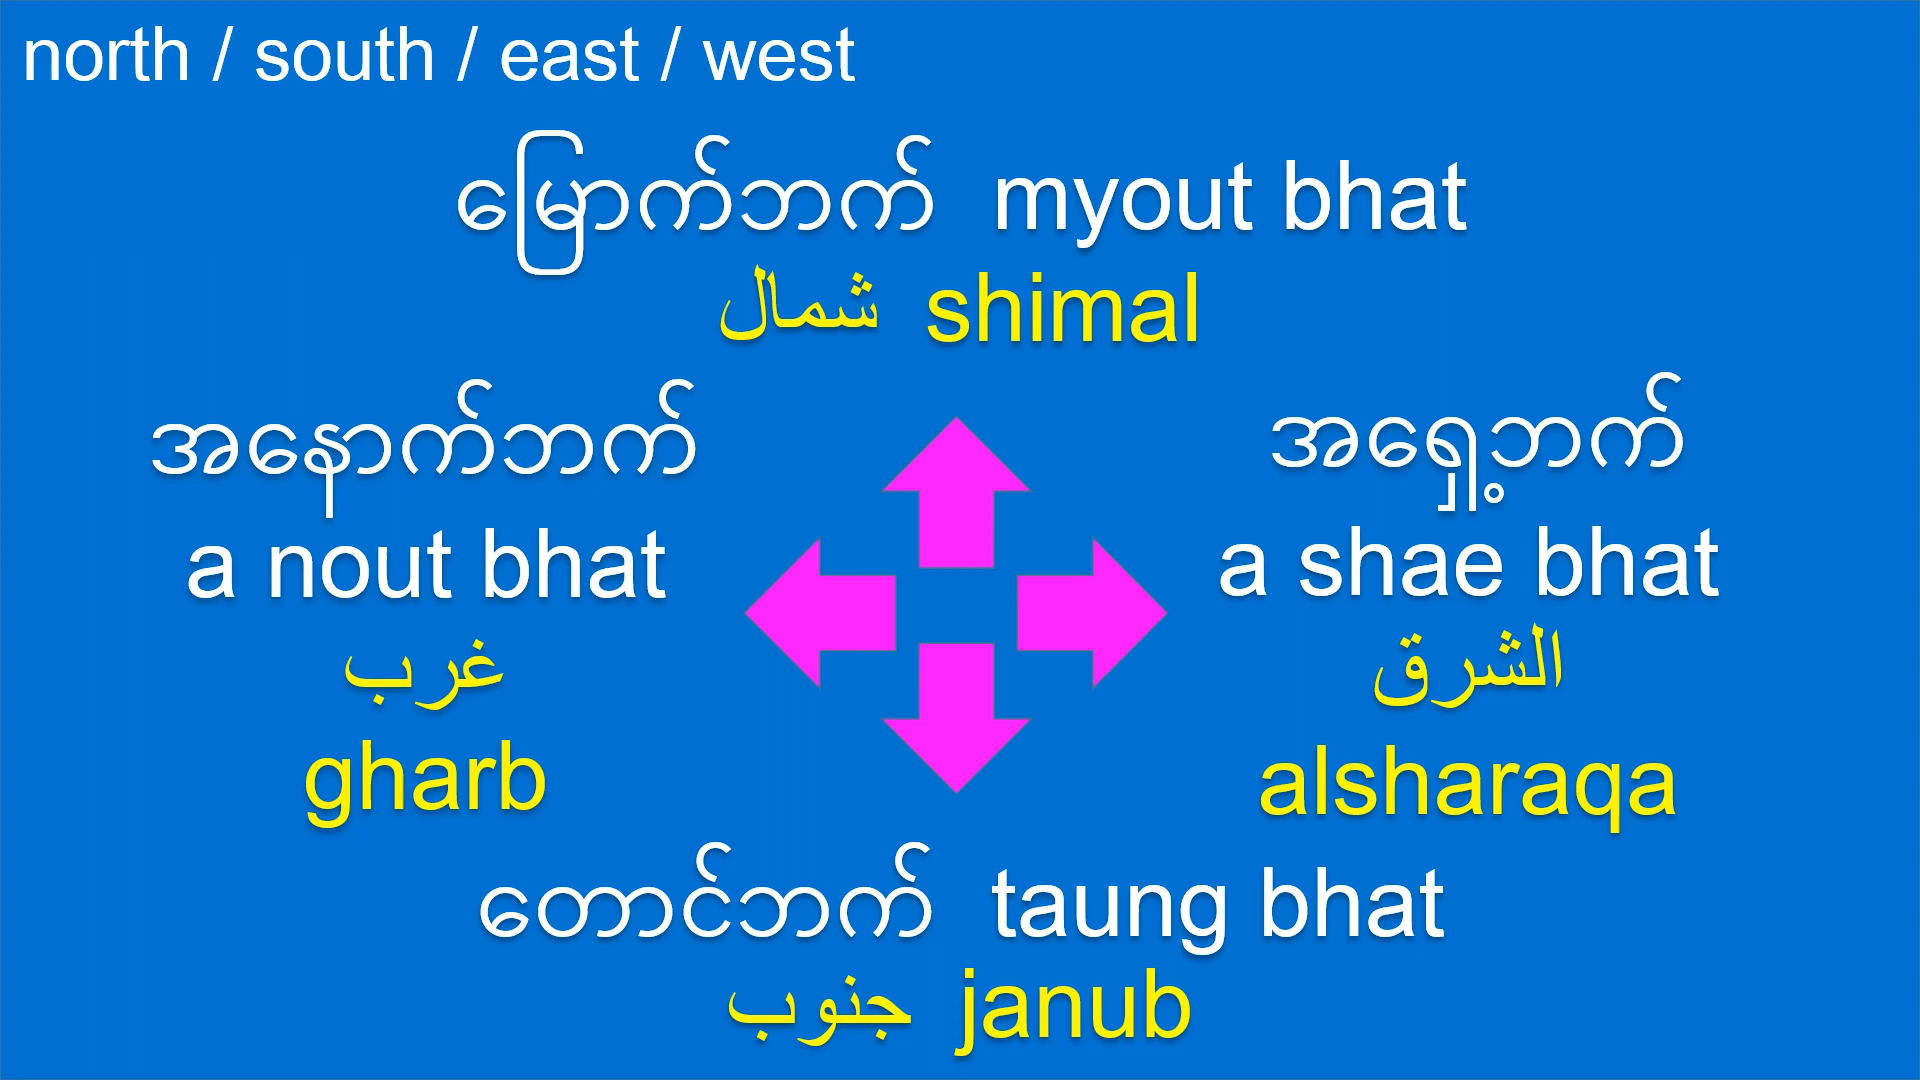 north / south / east / west
မြောက်ဘက် myout bhat
شمال shimal
အနောက်ဘက်
a nout bhat
غرب
gharb
အရှေ့ဘက်
a shae bhat
الشرق
alsharaqa
တောင်ဘက် taung bhat
جنوب janub